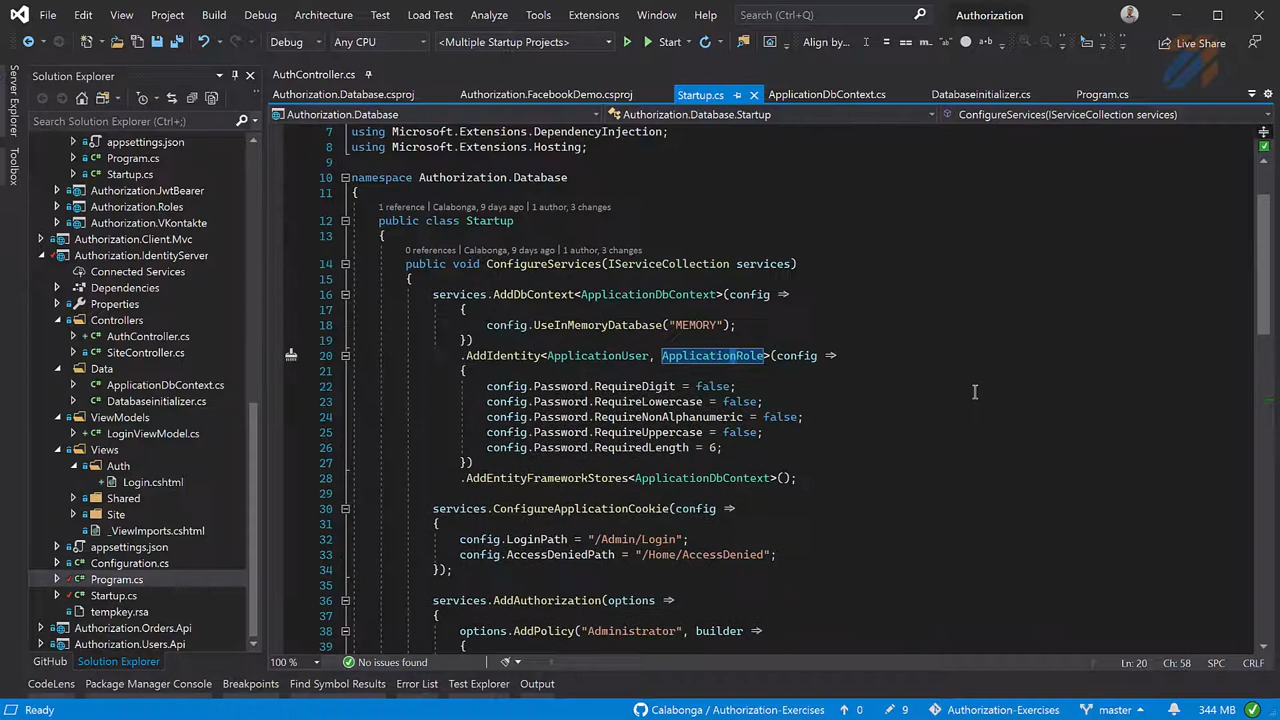 File Edit View Project Build Debug Architecture Test Load Test Analyze Tools Extensions Window Help Search (Ctrl+Q) Authorization
Debug Any CPU <Multiple Startup Projects> Start Align by... Live Share
Server Explorer
Toolbox
Solution Explorer
Search Solution Explorer (Ctrl+;)
appsettings.json
Program.cs
Startup.cs
Authorization.JwtBearer
Authorization.Roles
Authorization.VKontakte
Authorization.Client.Mvc
Authorization.IdentityServer
Connected Services
Dependencies
Properties
Controllers
AuthController.cs
SiteController.cs
Data
ApplicationDbContext.cs
Databaseinitializer.cs
ViewModels
LoginViewModel.cs
Views
Auth
Login.cshtml
Shared
Site
_ViewImports.cshtml
appsettings.json
Configuration.cs
Program.cs
Startup.cs
tempkey.rsa
Authorization.Orders.Api
Authorization.Users.Api
GitHub Solution Explorer
AuthController.cs
Authorization.Database.csproj Authorization.FacebookDemo.csproj Startup.cs ApplicationDbContext.cs Databaseinitializer.cs Program.cs
Authorization.Database Authorization.Database.Startup ConfigureServices(IServiceCollection services)
7 using Microsoft.Extensions.DependencyInjection;
8 using Microsoft.Extensions.Hosting;
9
10 namespace Authorization.Database
11 {
1 reference | Calabonga, 9 days ago | 1 author, 3 changes
12 public class Startup
13 {
0 references | Calabonga, 9 days ago | 1 author, 3 changes
14 public void ConfigureServices(IServiceCollection services)
15 {
16 services.AddDbContext<ApplicationDbContext>(config =>
17 {
18 config.UseInMemoryDatabase("MEMORY");
19 })
20 .AddIdentity<ApplicationUser, ApplicationRole>(config =>
21 {
22 config.Password.RequireDigit = false;
23 config.Password.RequireLowercase = false;
24 config.Password.RequireNonAlphanumeric = false;
25 config.Password.RequireUppercase = false;
26 config.Password.RequiredLength = 6;
27 })
28 .AddEntityFrameworkStores<ApplicationDbContext>();
29
30 services.ConfigureApplicationCookie(config =>
31 {
32 config.LoginPath = "/Admin/Login";
33 config.AccessDeniedPath = "/Home/AccessDenied";
34 });
35
36 services.AddAuthorization(options =>
37 {
38 options.AddPolicy("Administrator", builder =>
39 {
100 % No issues found Ln: 20 Ch: 58 SPC CRLF
CodeLens Package Manager Console Breakpoints Find Symbol Results Error List Test Explorer Output
Ready Calabonga / Authorization-Exercises 0 9 Authorization-Exercises master 344 MB